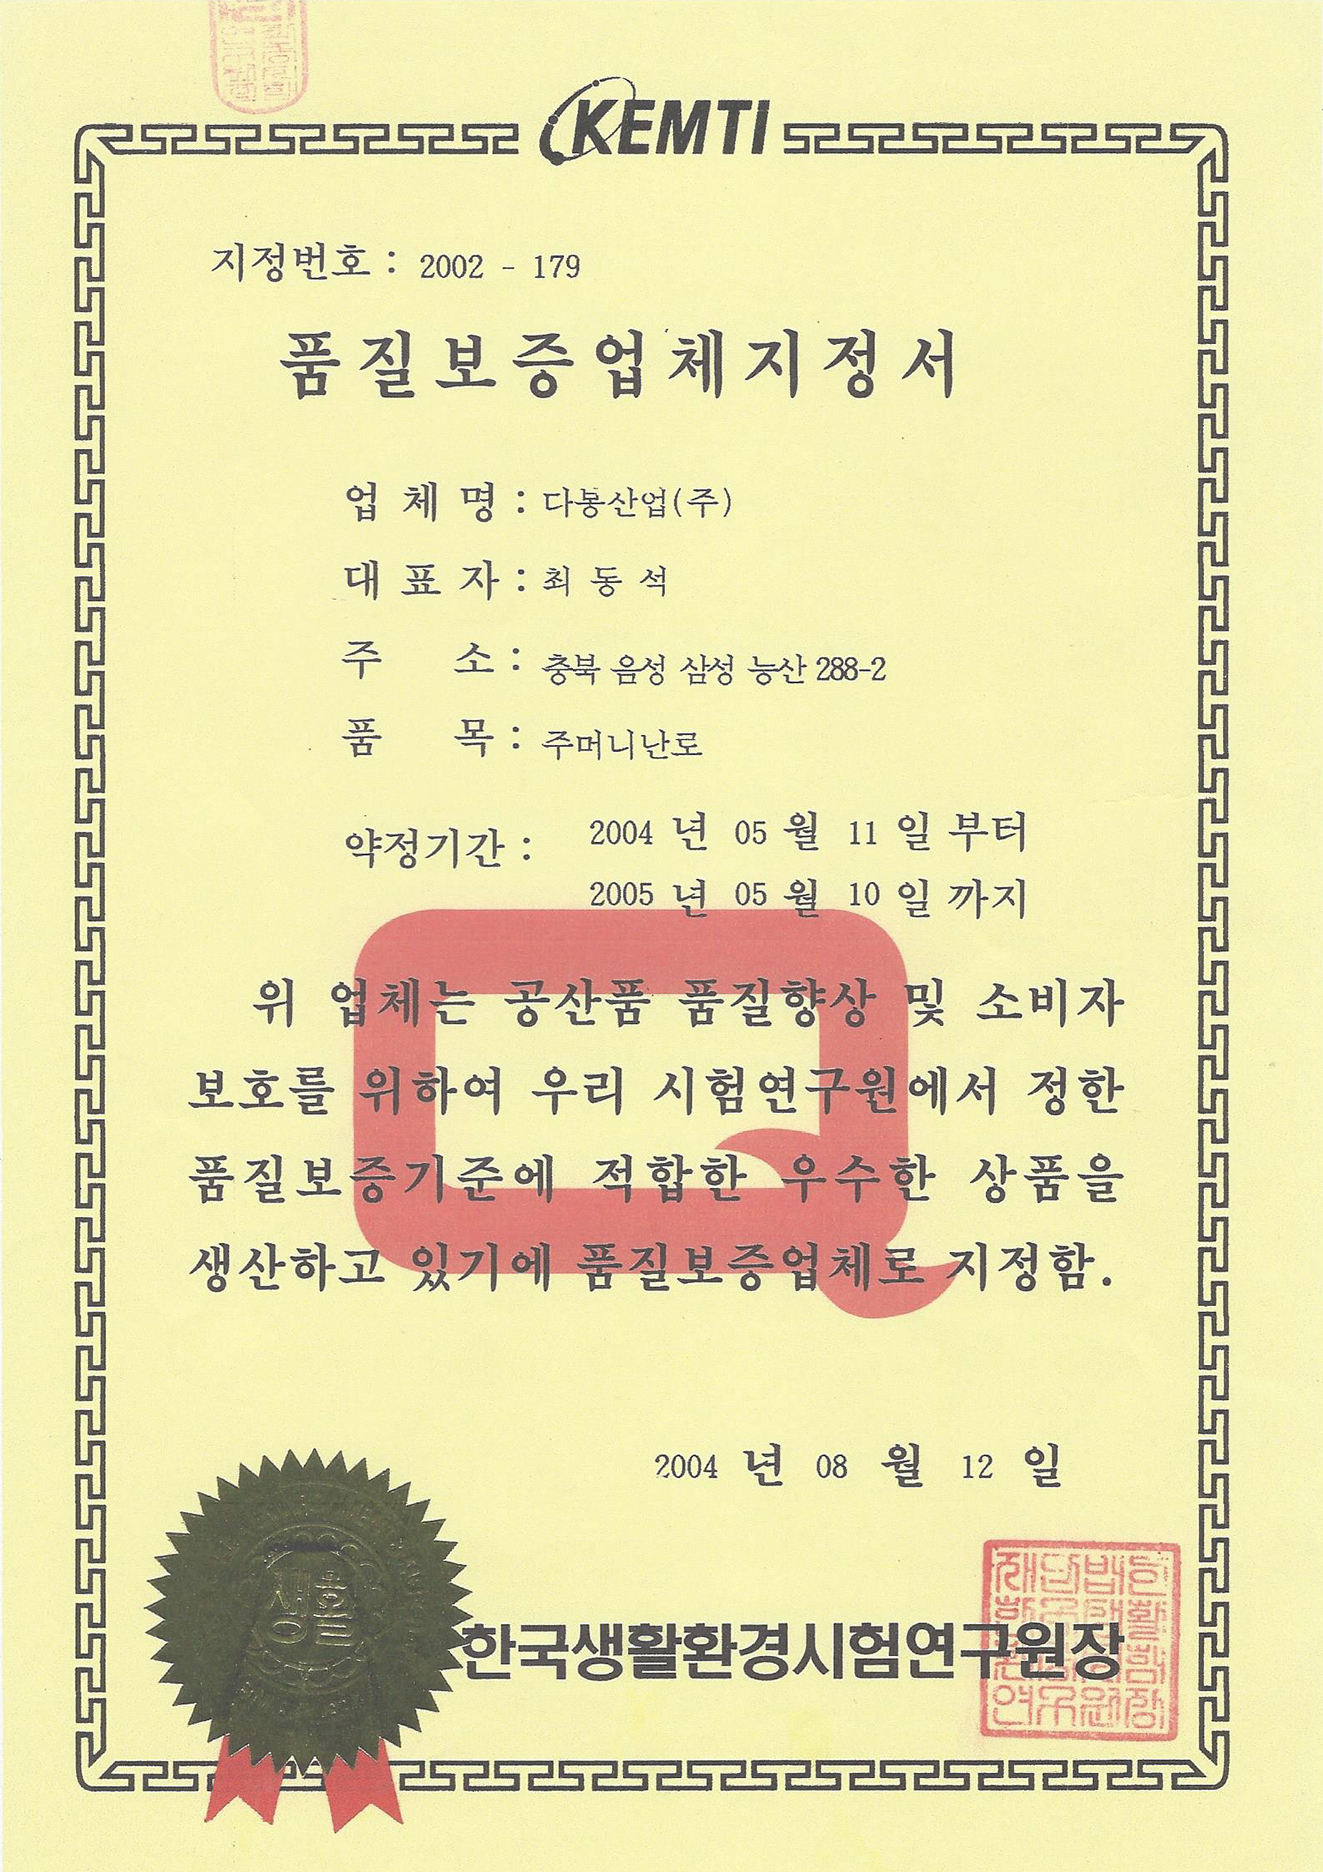 KEMTI
지정번호 : 2002 - 179
품질보증업체지정서
업 체 명 : 다봉산업(주)
대 표 자 : 최 동 석
주 소 : 충북 음성 삼성 능산 288-2
품 목 : 주머니난로
약정기간 : 2004 년 05 월 11 일 부터
2005 년 05 월 10 일 까지
위 업체는 공산품 품질향상 및 소비자
보호를 위하여 우리 시험연구원에서 정한
품질보증기준에 적합한 우수한 상품을
생산하고 있기에 품질보증업체로 지정함.
2004 년 08 월 12 일
생활
한국생활환경시험연구원장